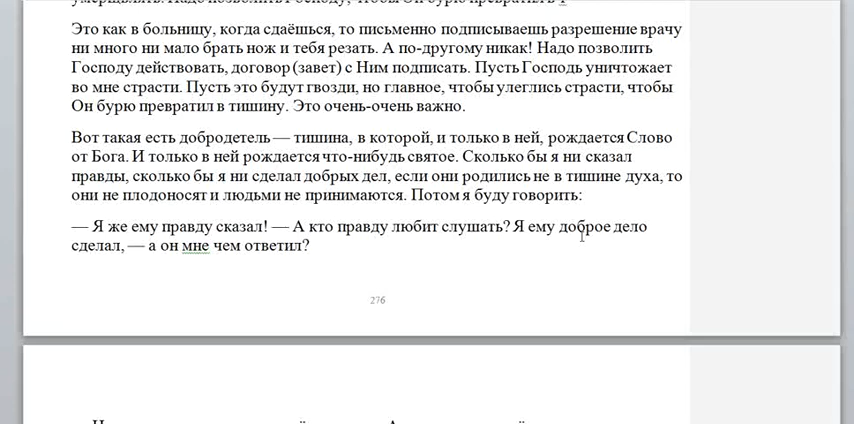 Это как в больницу, когда сдаёшься, то письменно подписываешь разрешение врачу
ни много ни мало брать нож и тебя резать. А по-другому никак! Надо позволить
Господу действовать, договор (завет) с Ним подписать. Пусть Господь уничтожает
во мне страсти. Пусть это будут гвозди, но главное, чтобы улеглись страсти, чтобы
Он бурю превратил в тишину. Это очень-очень важно.
Вот такая есть добродетель — тишина, в которой, и только в ней, рождается Слово
от Бога. И только в ней рождается что-нибудь святое. Сколько бы я ни сказал
правды, сколько бы я ни сделал добрых дел, если они родились не в тишине духа, то
они не плодоносят и людьми не принимаются. Потом я буду говорить:
— Я же ему правду сказал! — А кто правду любит слушать? Я ему доброе дело
сделал, — а он мне чем ответил?
276